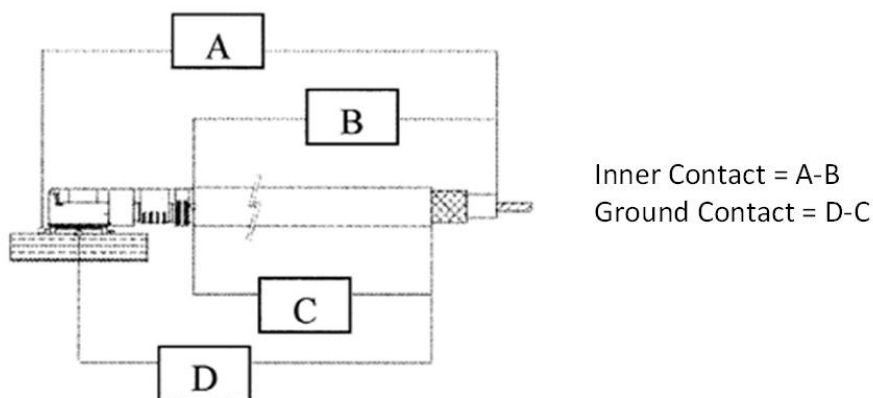 A
B
Inner Contact = A-B
Ground Contact = D-C
C
D